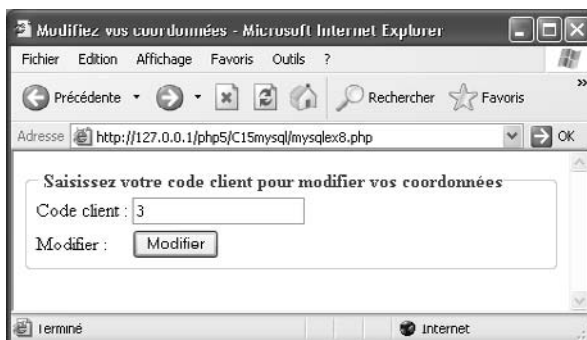 Modifiez vos coordonnées - Microsoft Internet Explorer
Fichier Edition Affichage Favoris Outils ?
Précédente Rechercher Favoris »
Adresse http://127.0.0.1/php5/C15mysql/mysqlex8.php OK
Saisissez votre code client pour modifier vos coordonnées
Code client : 3
Modifier : Modifier
Terminé Internet